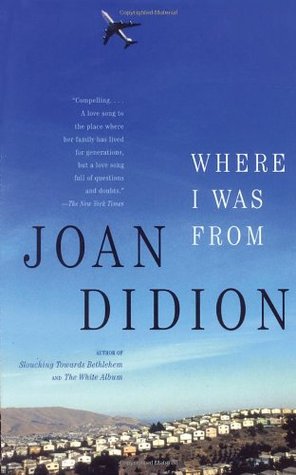 "Compelling. . . .
A love song to
the place where
her family has lived
for generations,
but a love song
full of questions
and doubts."
—The New York Times
WHERE
I WAS
FROM
JOAN
DIDION
AUTHOR OF
Slouching Towards Bethlehem
AND The White Album